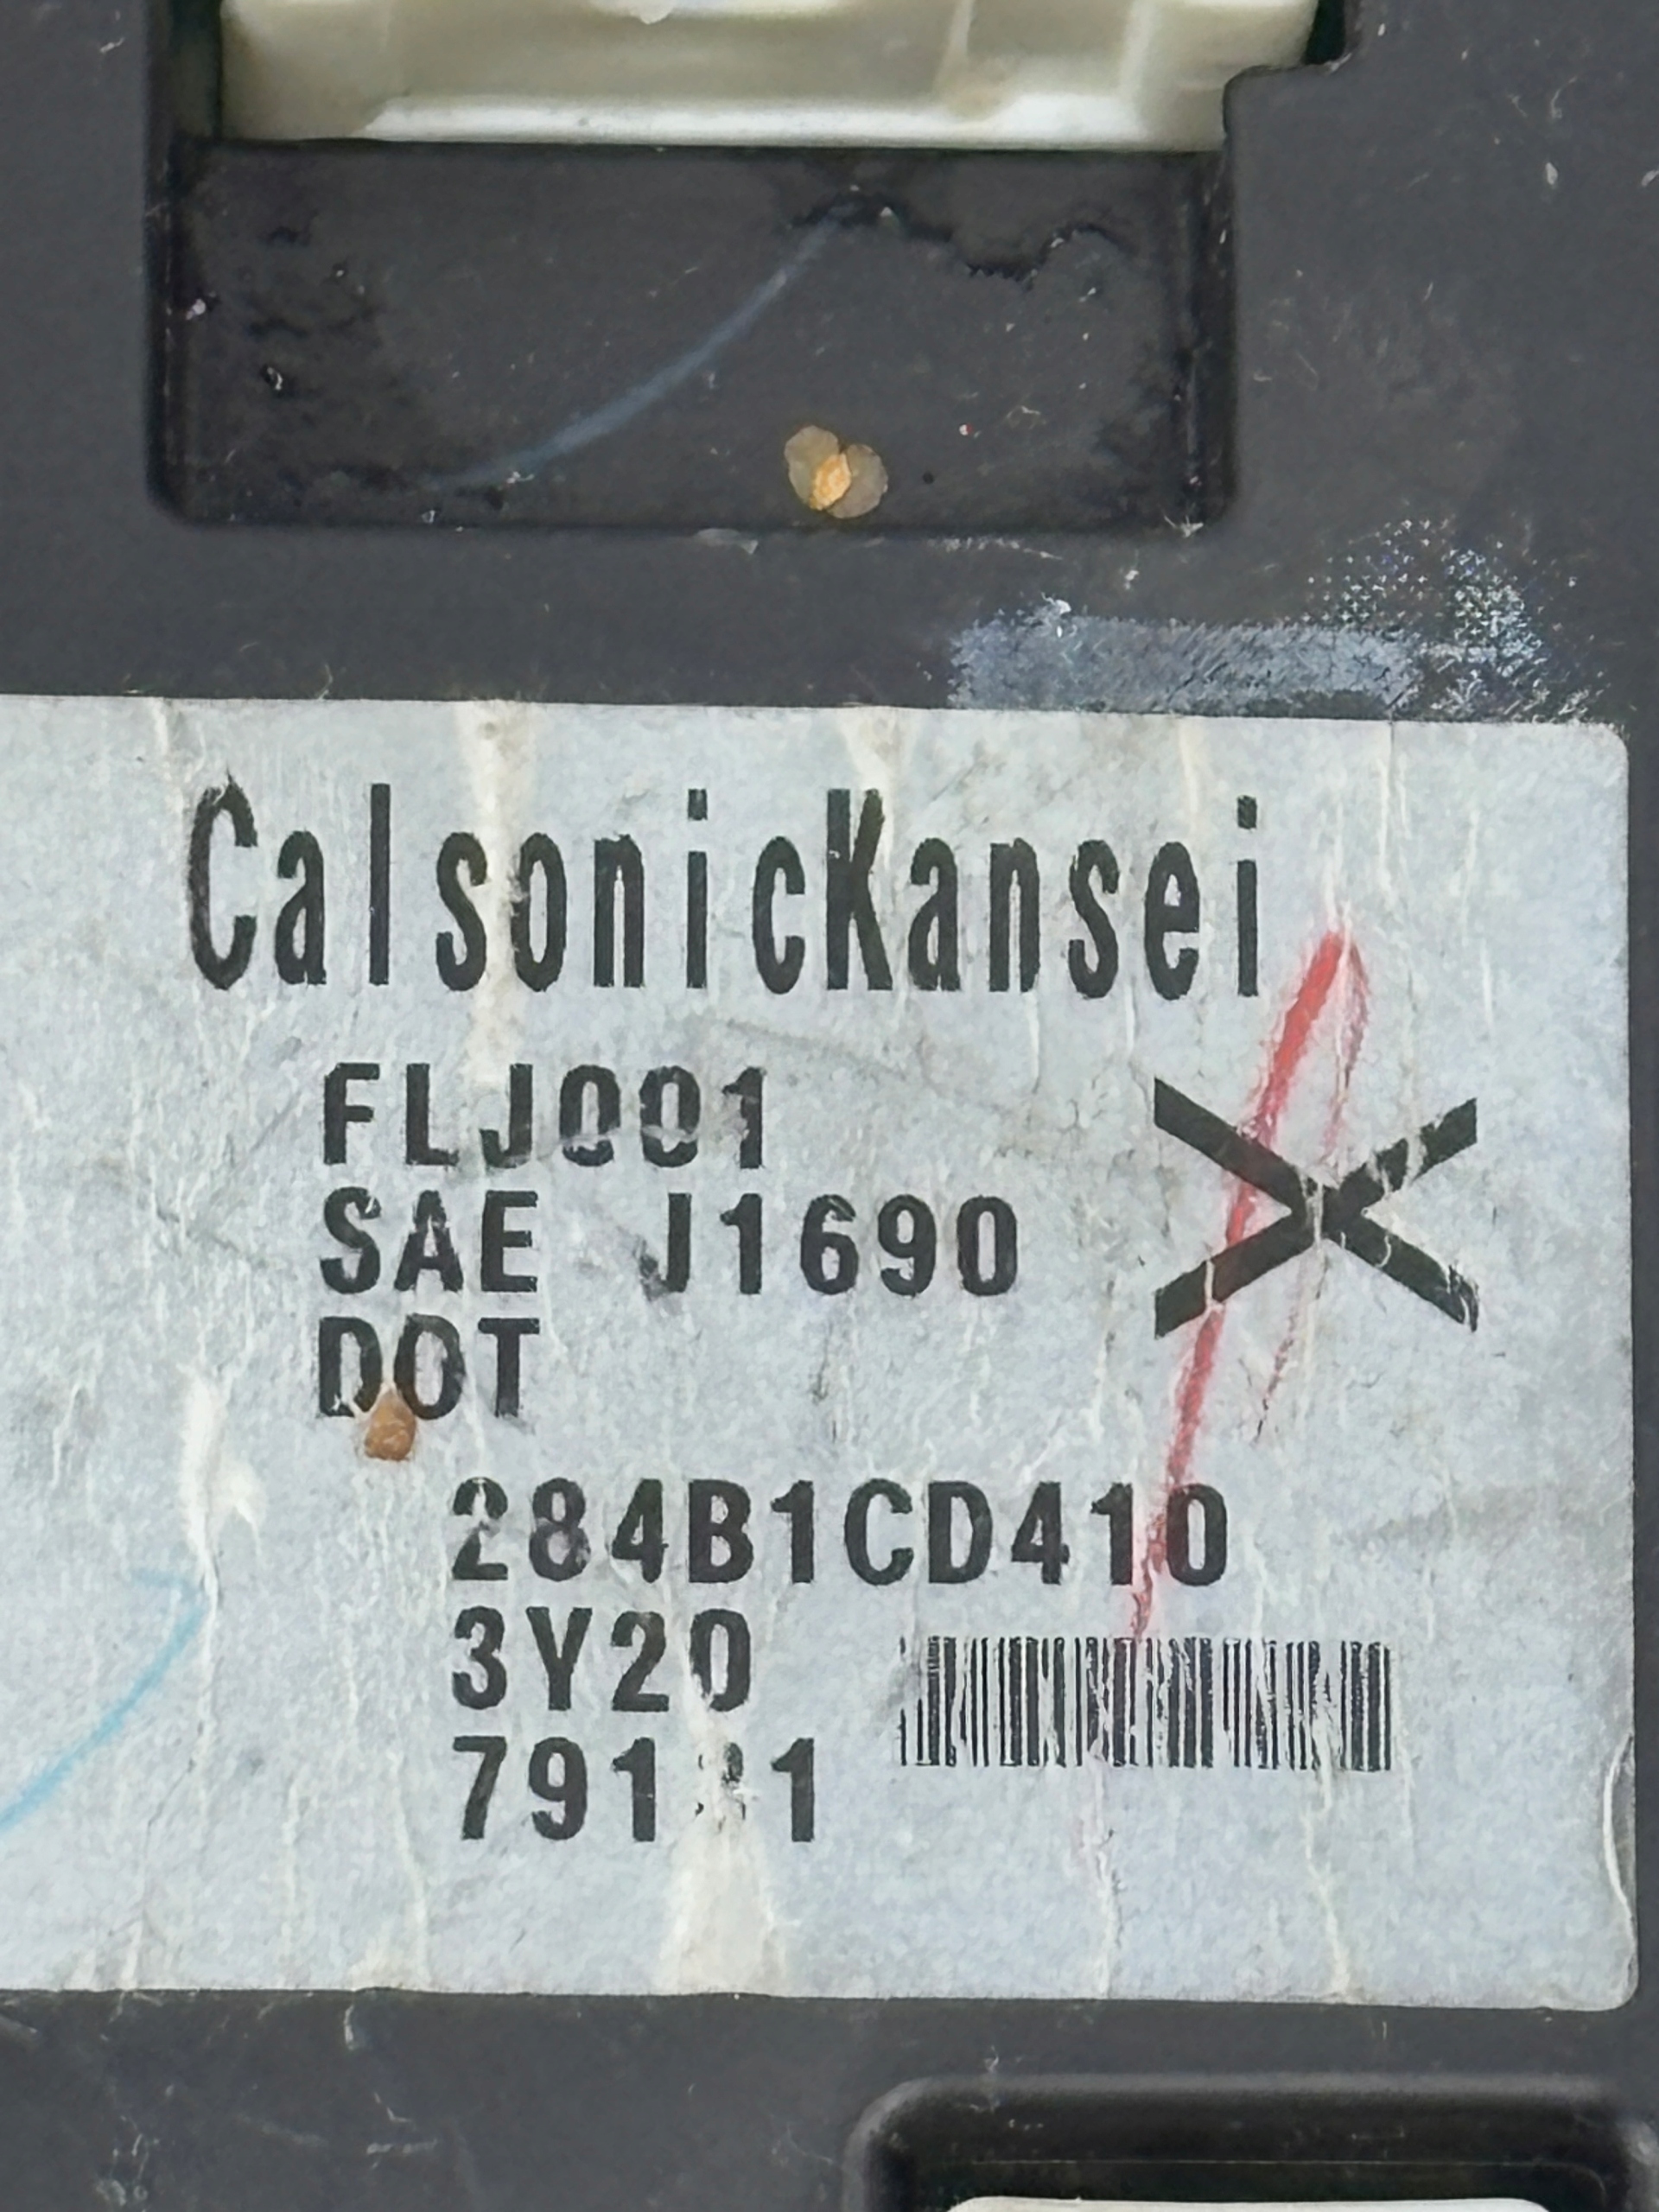 CalsonicKansei
FLJ001
SAE J1690
DOT
284B1CD410
3Y20